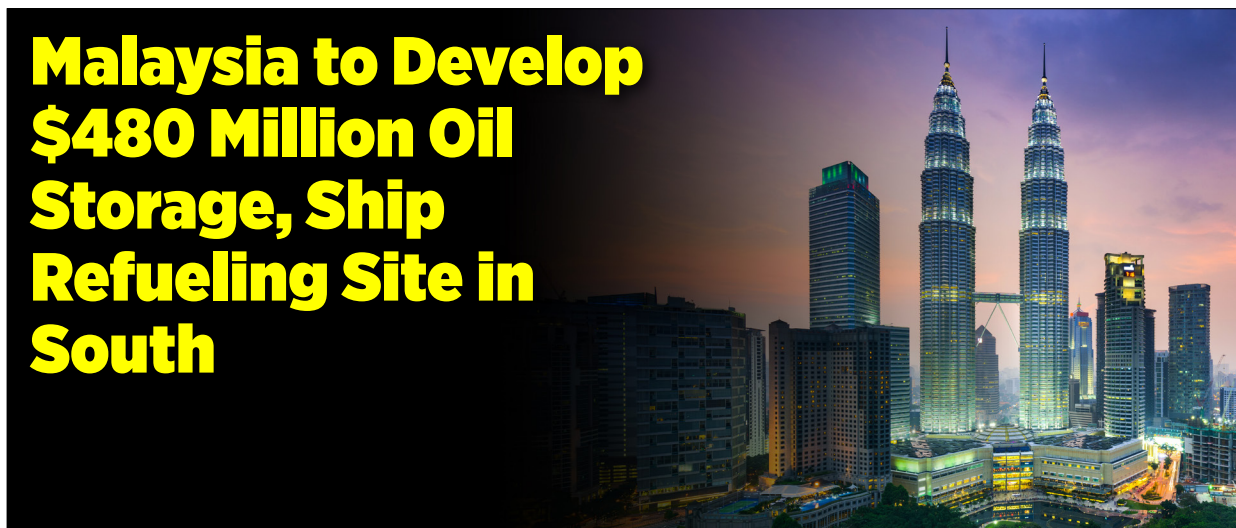 Malaysia to Develop
$480 Million Oil
Storage, Ship
Refueling Site in
South